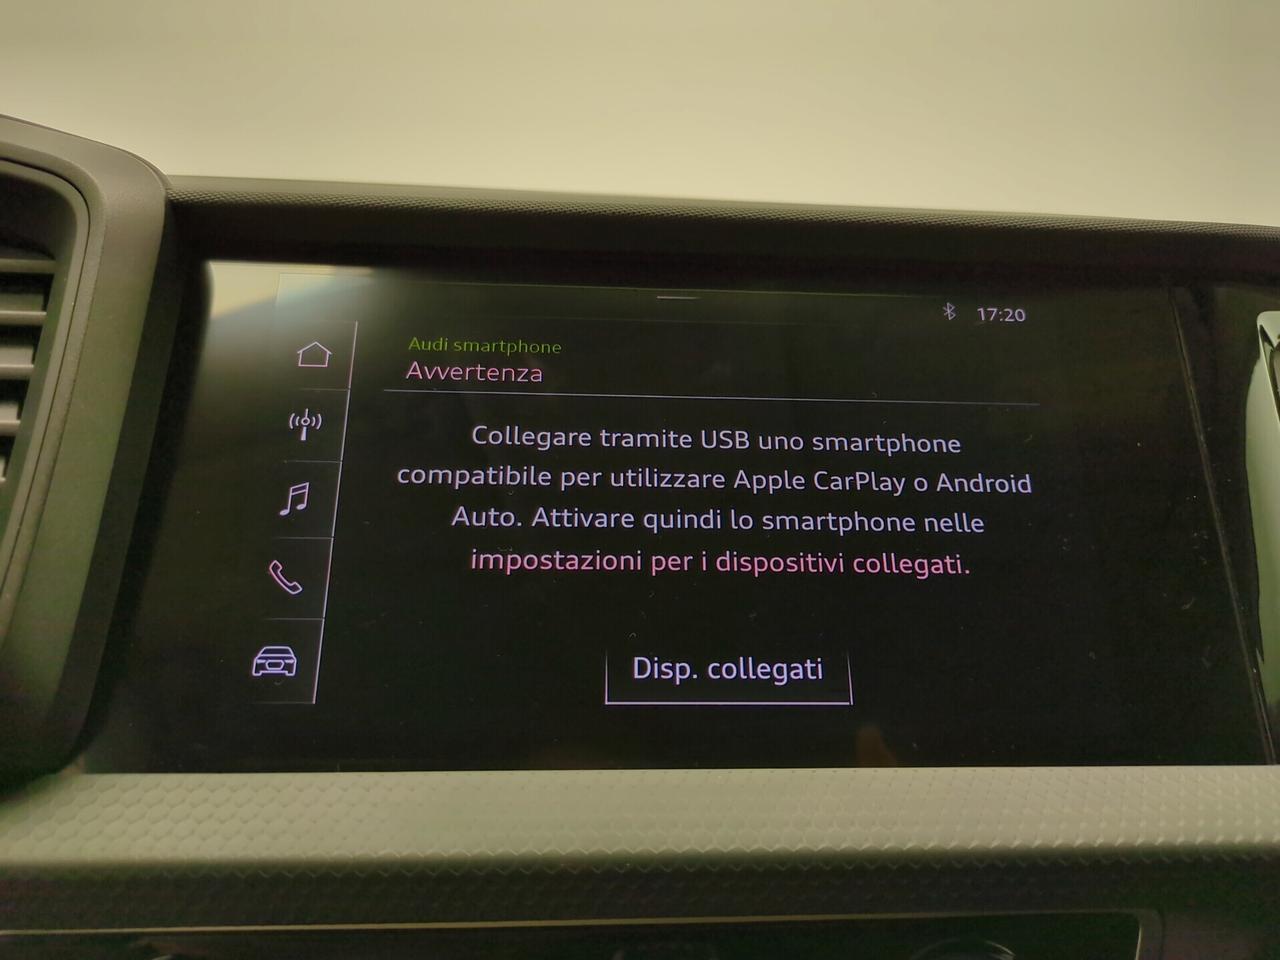 17:20
Audi smartphone
Avvertenza
Collegare tramite USB uno smartphone
compatibile per utilizzare Apple CarPlay o Android
Auto. Attivare quindi lo smartphone nelle
impostazioni per i dispositivi collegati.
Disp. collegati